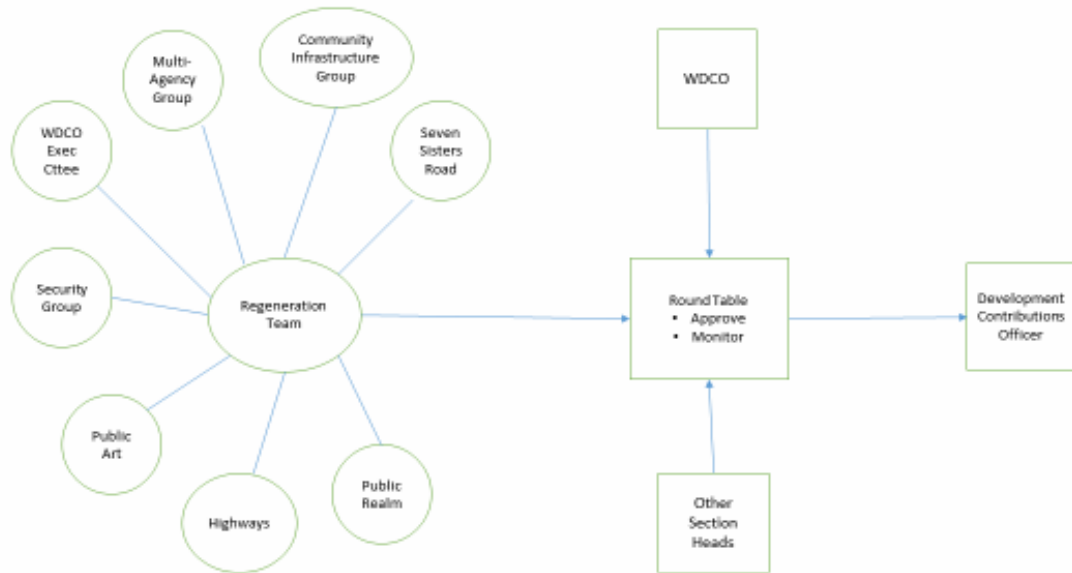 Community
Infrastructure
Group
Multi-
Agency
Group
WDCO
WDCO
Exec
Cttee
Seven
Sisters
Road
Security
Group
Regeneration
Team
Round Table
▪ Approve
▪ Monitor
Development
Contributions
Officer
Public
Art
Highways
Public
Realm
Other
Section
Heads